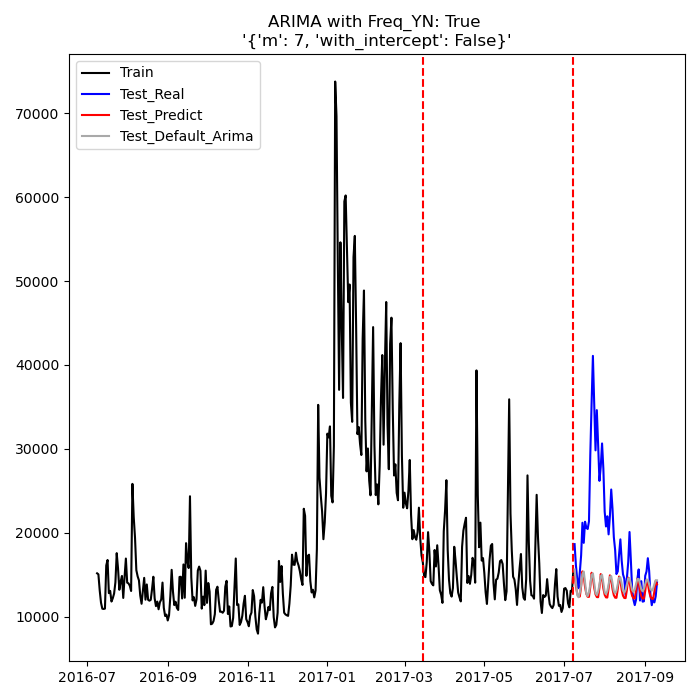 ARIMA with Freq_YN: True
'{'m': 7, 'with_intercept': False}'
Train
Test_Real
Test_Predict
Test_Default_Arima
70000
60000
50000
40000
30000
20000
10000
2016-07 2016-09 2016-11 2017-01 2017-03 2017-05 2017-07 2017-09